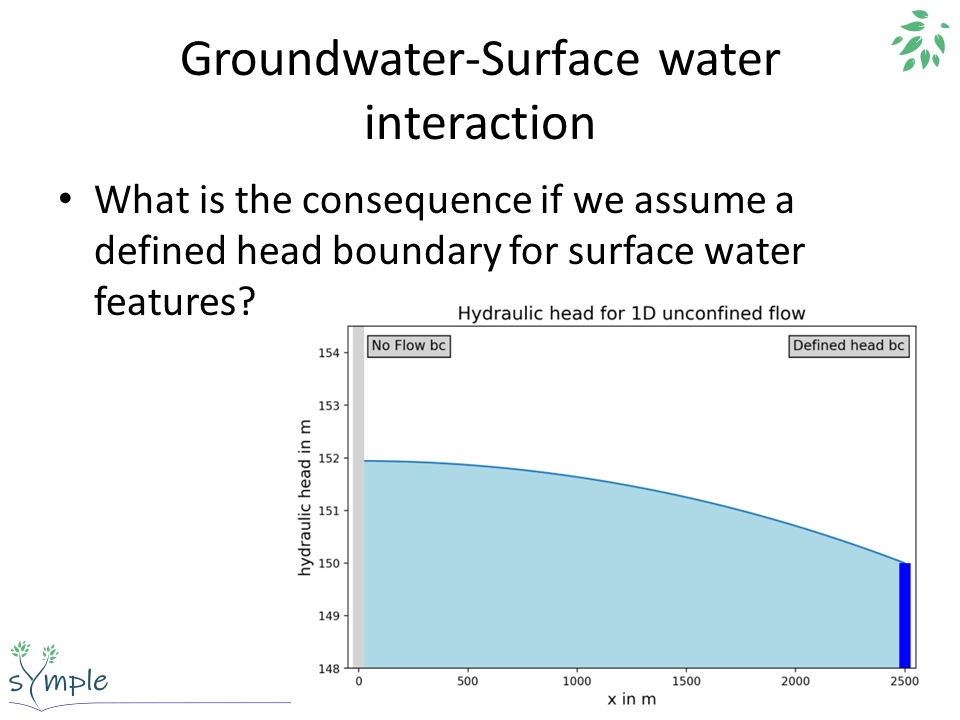 Groundwater-Surface water
interaction
• What is the consequence if we assume a
defined head boundary for surface water
features?
Hydraulic head for 1D unconfined flow
No Flow bc
Defined head bc
154
153
152
151
150
149
148
hydraulic head in m
0 500 1000 1500 2000 2500
x in m
symple